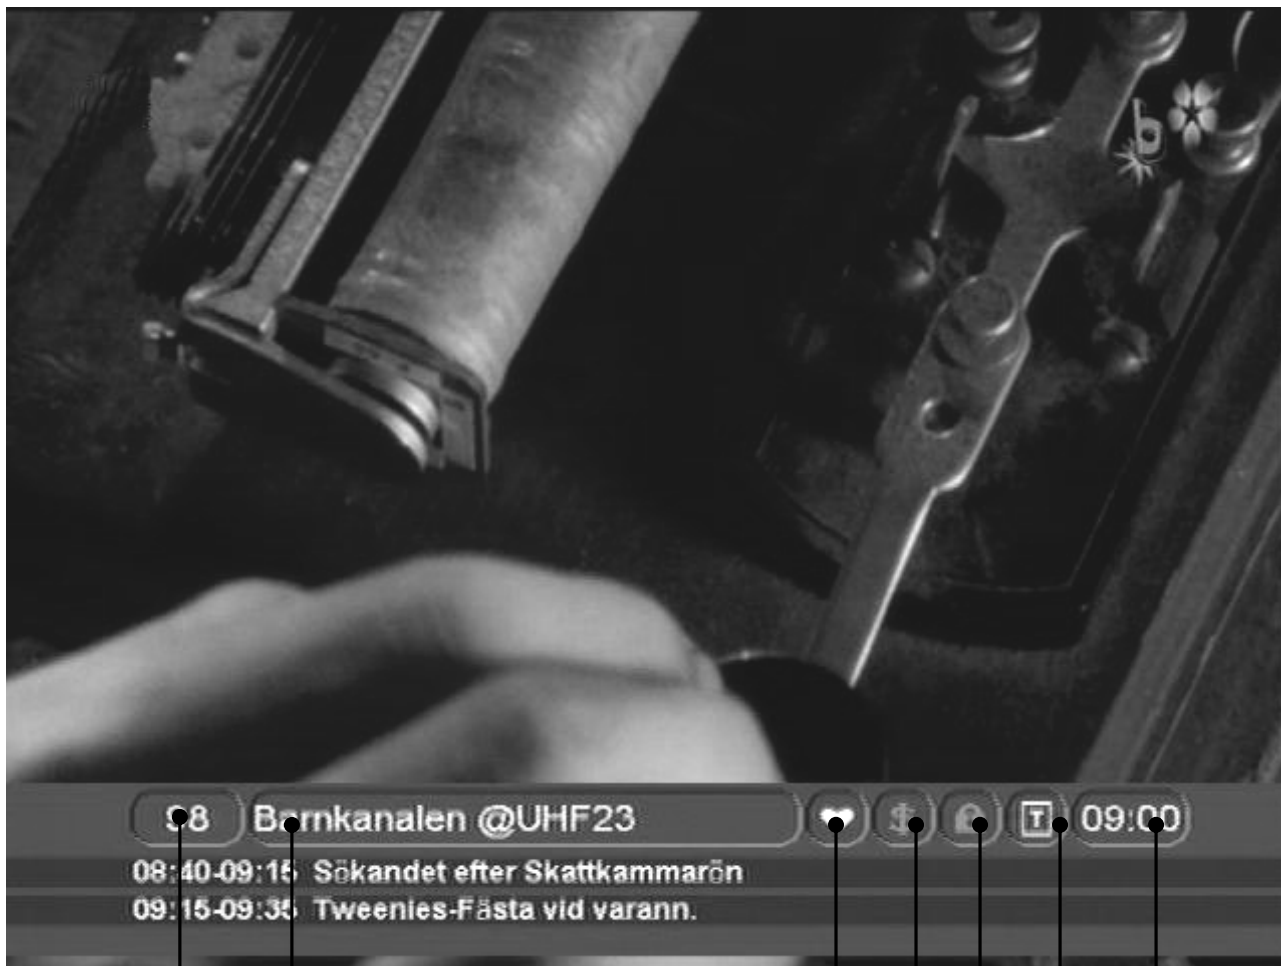 b
98 Barnkanalen @UHF23 $ T 09:00
08:40-09:15 Sökandet efter Skattkammarön
09:15-09:35 Tweenies-Fästa vid varann.